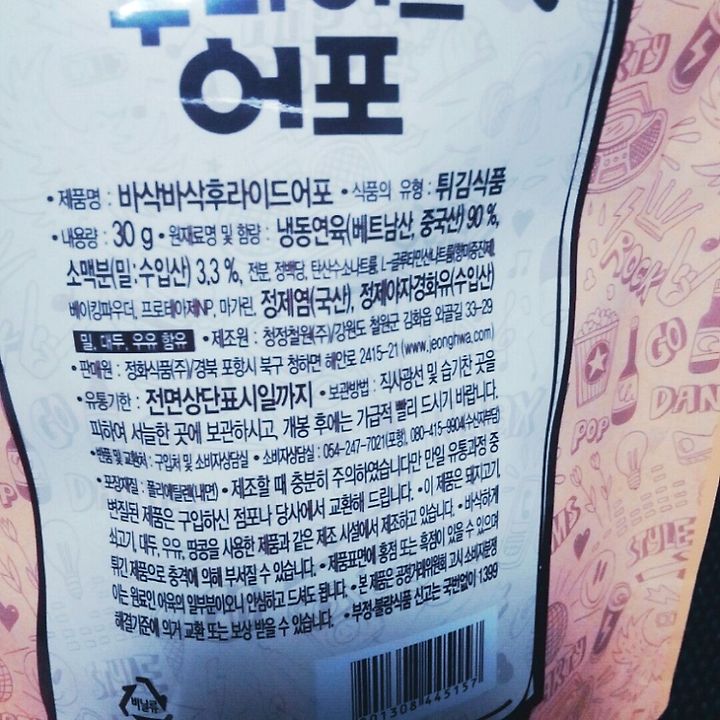 어포
• 제품명 : 바삭바삭후라이드어포 • 식품의 유형 : 튀김식품
• 내용량 : 30 g • 원재료명 및 함량 : 냉동연육(베트남산, 중국산) 90 %,
소맥분(밀:수입산) 3.3 %, 전분, 정백당, 탄산수소나트륨, L-글루타민산나트륨(향미증진제),
베이킹파우더, 프로테아제NP, 마가린, 정제염(국산), 정제야자경화유(수입산)
밀, 대두, 우유 함유 • 제조원 : 청정철원(주)/강원도 철원군 김화읍 외골길 33-29
• 판매원 : 정화식품(주)/경북 포항시 북구 청하면 해안로 2415-21 (www.jeonghwa.com)
• 유통기한 : 전면상단표시일까지 • 보관방법 : 직사광선 및 습기찬 곳을
피하여 서늘한 곳에 보관하시고, 개봉 후에는 가급적 빨리 드시기 바랍니다.
• 반품 및 교환처 : 구입처 및 소비자상담실 • 소비자상담실 : 054-247-7021(포항), 080-415-9904(수신자부담)
• 포장재질 : 폴리에틸렌(내면) • 제조할 때 충분히 주의하였습니다만 만일 유통과정 중
변질된 제품은 구입하신 점포나 당사에서 교환해 드립니다. • 이 제품은 돼지고기,
쇠고기, 대두, 우유, 땅콩을 사용한 제품과 같은 제조 시설에서 제조하고 있습니다. • 바삭하게
튀긴 제품으로 충격에 의해 부서질 수 있습니다. • 제품표면에 홍점 또는 흑점이 있을 수 있으며
이는 원료인 어육의 일부분이오니 안심하고 드셔도 됩니다. • 본 제품은 공정거래위원회 고시 소비자분쟁
해결기준에 의거 교환 또는 보상 받을 수 있습니다. • 부정·불량식품 신고는 국번없이 1399
비닐류
01308 445157
PARTY
GO
ROCK
GO
DAN
POP
STYLE
STYLE